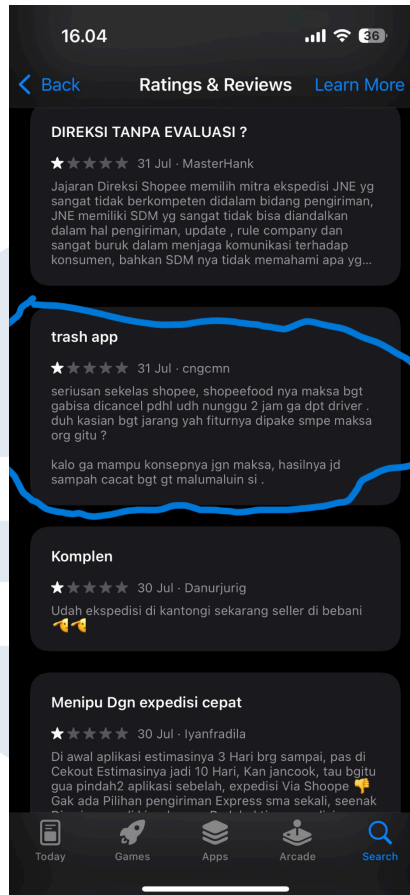 16.04
36
Back
Ratings & Reviews
Learn More
DIREKSI TANPA EVALUASI ?
31 Jul · MasterHank
Jajaran Direksi Shopee memilih mitra ekspedisi JNE yg
sangat tidak berkompeten didalam bidang pengiriman,
JNE memiliki SDM yg sangat tidak bisa diandalkan
dalam hal pengiriman, update , rule company dan
sangat buruk dalam menjaga komunikasi terhadap
konsumen, bahkan SDM nya tidak memahami apa yg...
trash app
31 Jul · cngcmn
seriusan sekelas shopee, shopeefood nya maksa bgt
gabisa dicancel pdhl udh nunggu 2 jam ga dpt driver .
duh kasian bgt jarang yah fiturnya dipake smpe maksa
org gitu ?
kalo ga mampu konsepnya jgn maksa, hasilnya jd
sampah cacat bgt gt malumaluin si .
Komplen
30 Jul · Danurjurig
Udah ekspedisi di kantongi sekarang seller di bebani
🫡🫡
Menipu Dgn expedisi cepat
30 Jul · Iyanfradila
Di awal aplikasi estimasinya 3 Hari brg sampai, pas di
Cekout Estimasinya jadi 10 Hari, Kan jancook, tau bgitu
gua pindah2 aplikasi sebelah, expedisi Via Shoope 👎
Gak ada Pilihan pengiriman Express sma sekali, seenak
Today
Games
Apps
Arcade
Search